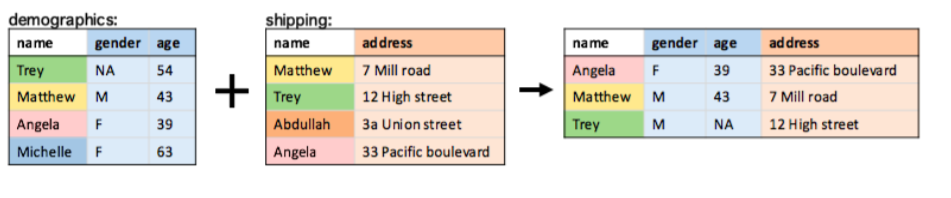 demographics:
name gender age
Trey NA 54
Matthew M 43
Angela F 39
Michelle F 63
shipping:
name address
Matthew 7 Mill road
Trey 12 High street
Abdullah 3a Union street
Angela 33 Pacific boulevard
name gender age address
Angela F 39 33 Pacific boulevard
Matthew M 43 7 Mill road
Trey M NA 12 High street